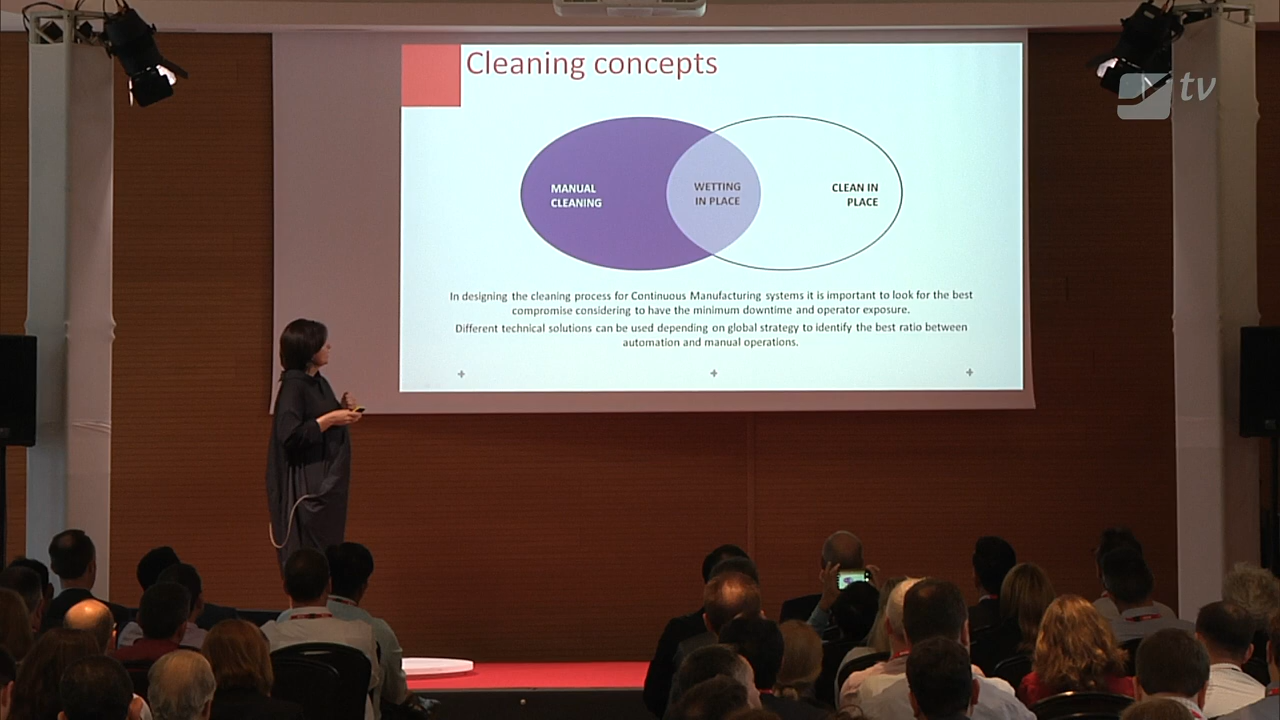 Cleaning concepts
tv
MANUAL
CLEANING
WETTING
IN PLACE
CLEAN IN
PLACE
In designing the cleaning process for Continuous Manufacturing systems it is important to look for the best
compromise considering to have the minimum downtime and operator exposure.
Different technical solutions can be used depending on global strategy to identify the best ratio between
automation and manual operations.